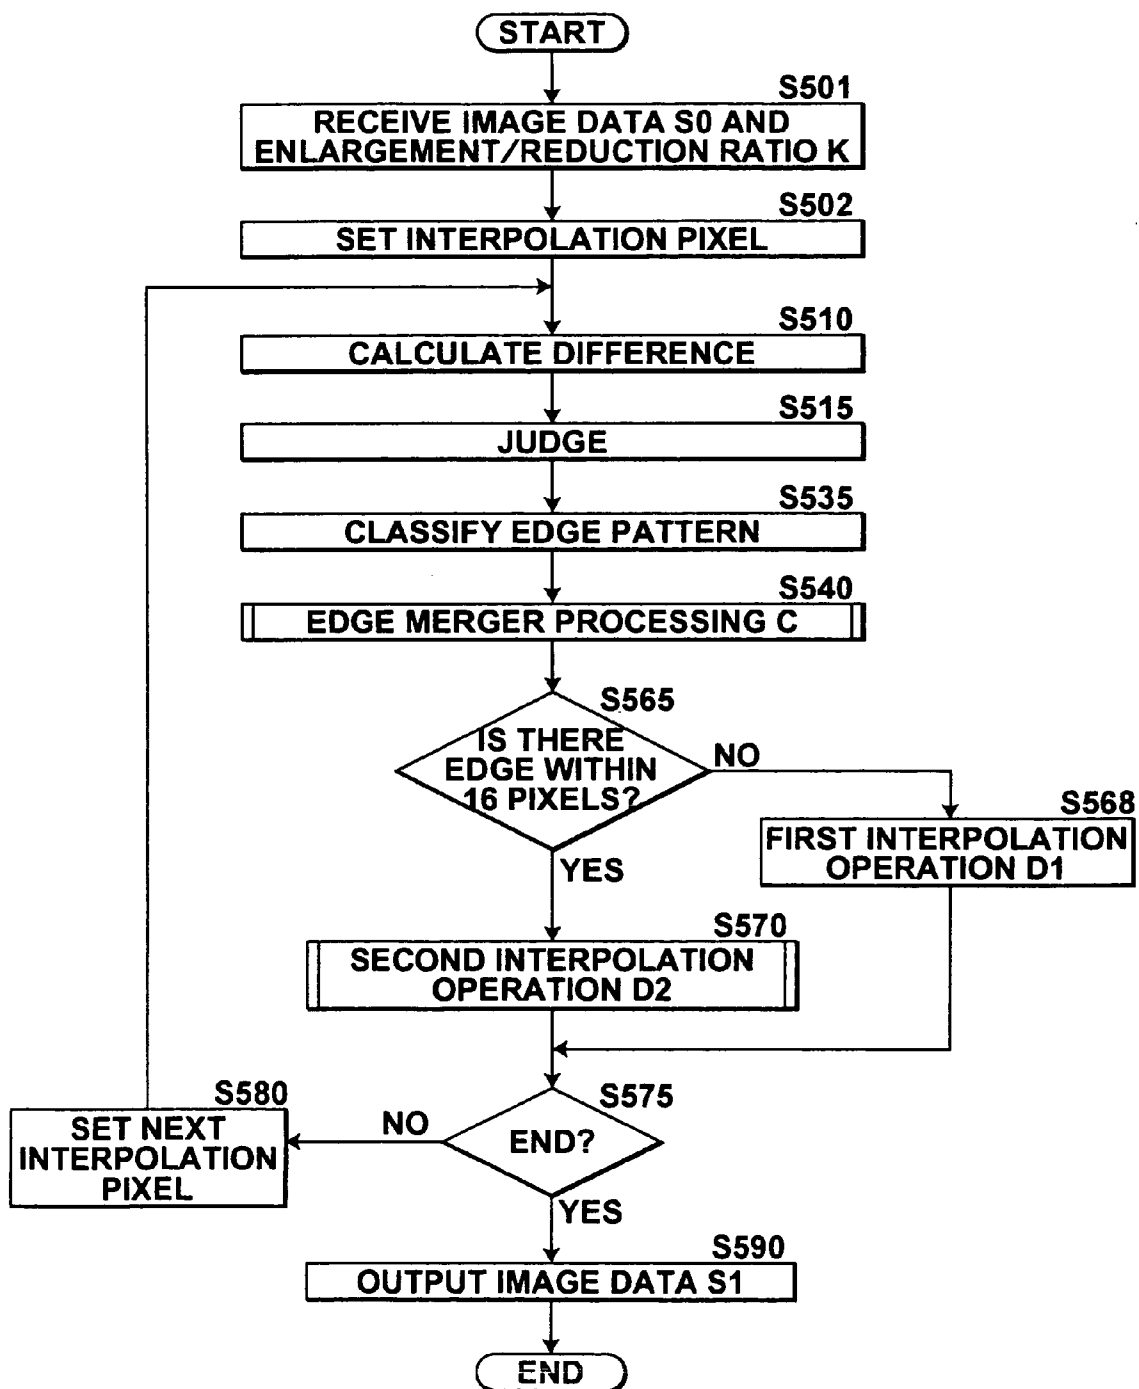 START
S501
RECEIVE IMAGE DATA S0 AND
ENLARGEMENT/REDUCTION RATIO K
S502
SET INTERPOLATION PIXEL
S510
CALCULATE DIFFERENCE
S515
JUDGE
S535
CLASSIFY EDGE PATTERN
S540
EDGE MERGER PROCESSING C
S565
IS THERE
EDGE WITHIN
16 PIXELS?
NO
YES
S568
FIRST INTERPOLATION
OPERATION D1
S570
SECOND INTERPOLATION
OPERATION D2
S575
END?
NO
YES
S580
SET NEXT
INTERPOLATION
PIXEL
S590
OUTPUT IMAGE DATA S1
END